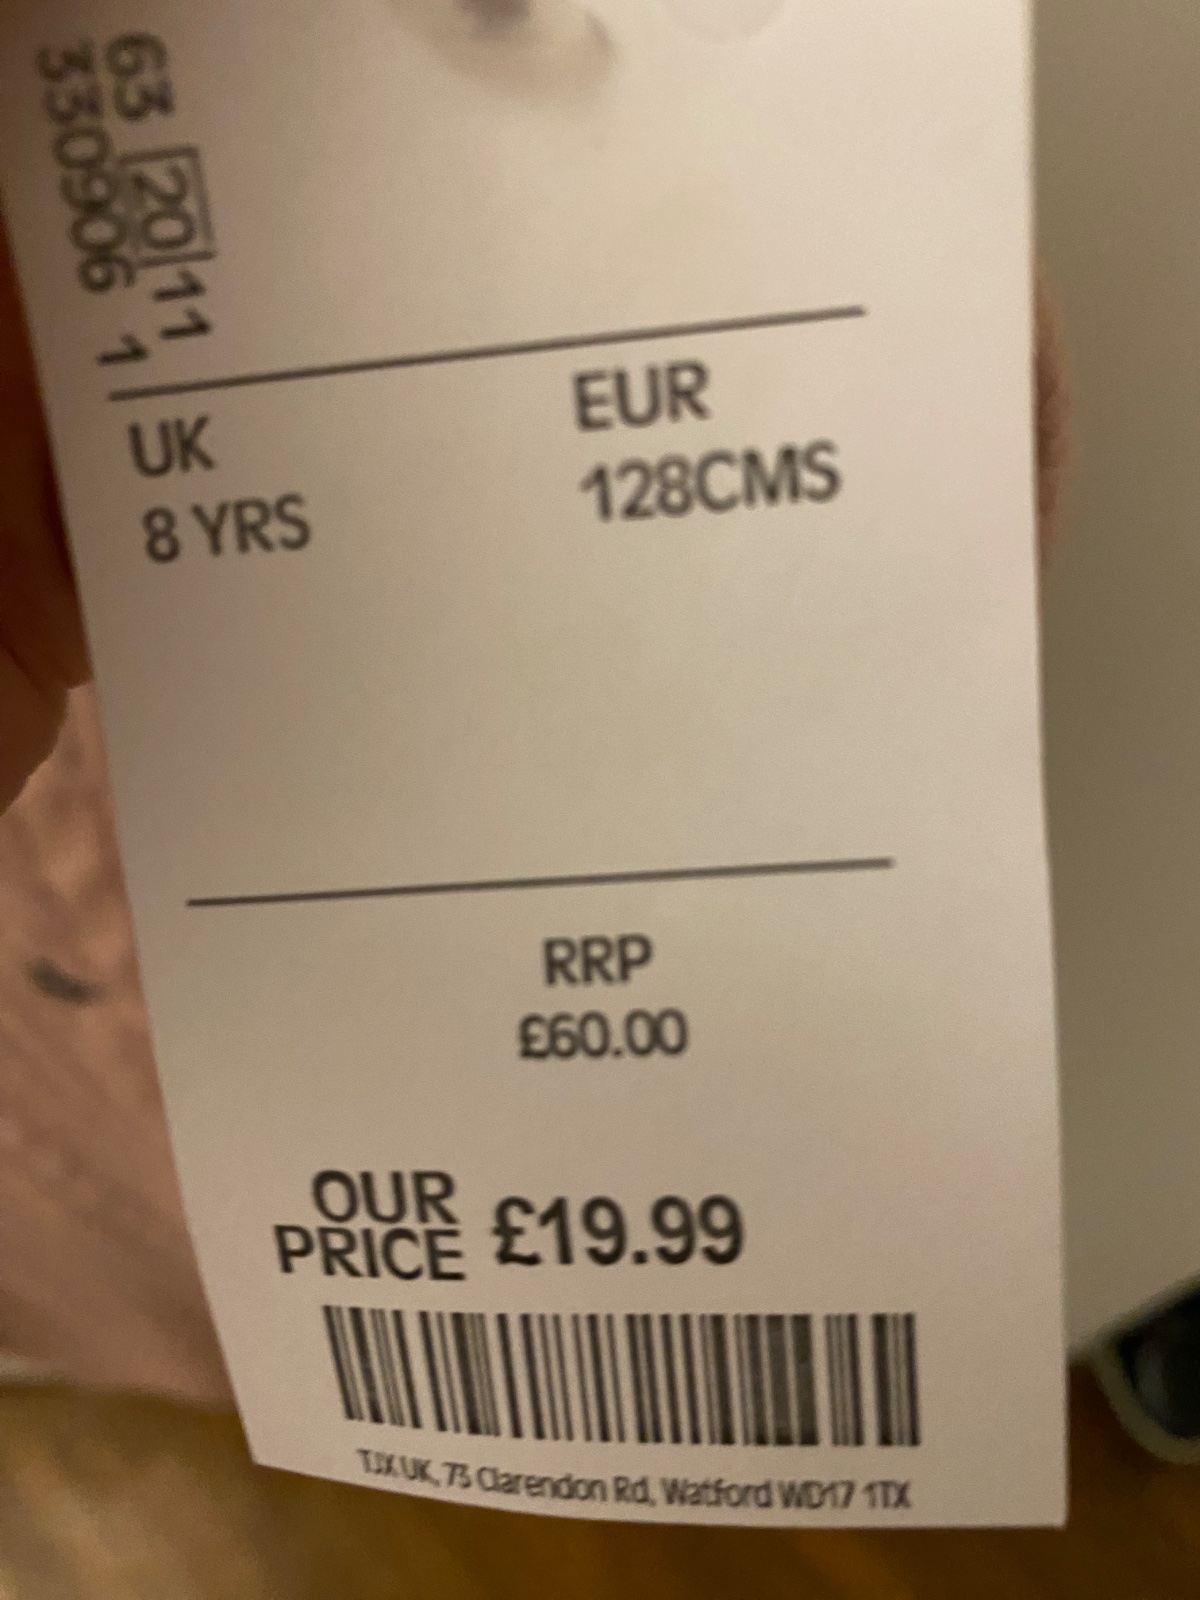 63 20 11
330906 1
UK
8 YRS
EUR
128CMS
RRP
£60.00
OUR
PRICE
£19.99
TJX UK, 73 Clarendon Rd, Watford WD17 1TX